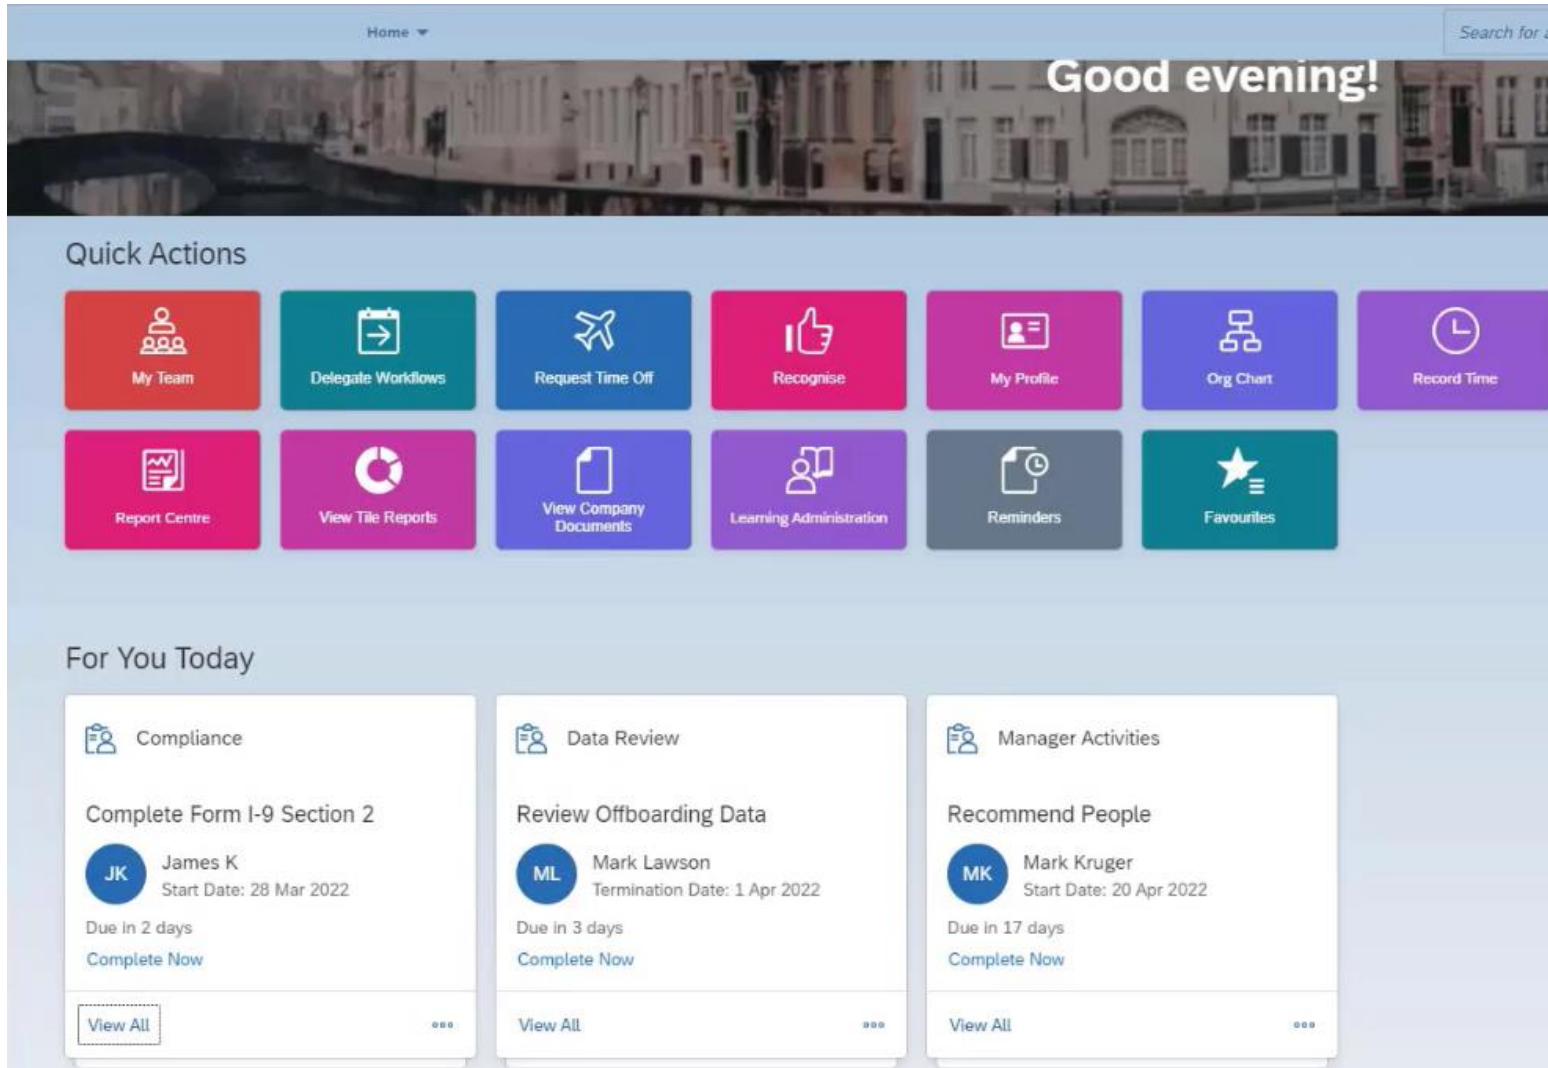 Home
Search for a
Good evening!
Quick Actions
My Team
Delegate Workflows
Request Time Off
Recognise
My Profile
Org Chart
Record Time
Report Centre
View Tile Reports
View Company
Documents
Learning Administration
Reminders
Favourites
For You Today
Compliance
Complete Form I-9 Section 2
JK
James K
Start Date: 28 Mar 2022
Due in 2 days
Complete Now
View All
Data Review
Review Offboarding Data
ML
Mark Lawson
Termination Date: 1 Apr 2022
Due in 3 days
Complete Now
View All
Manager Activities
Recommend People
MK
Mark Kruger
Start Date: 20 Apr 2022
Due in 17 days
Complete Now
View All